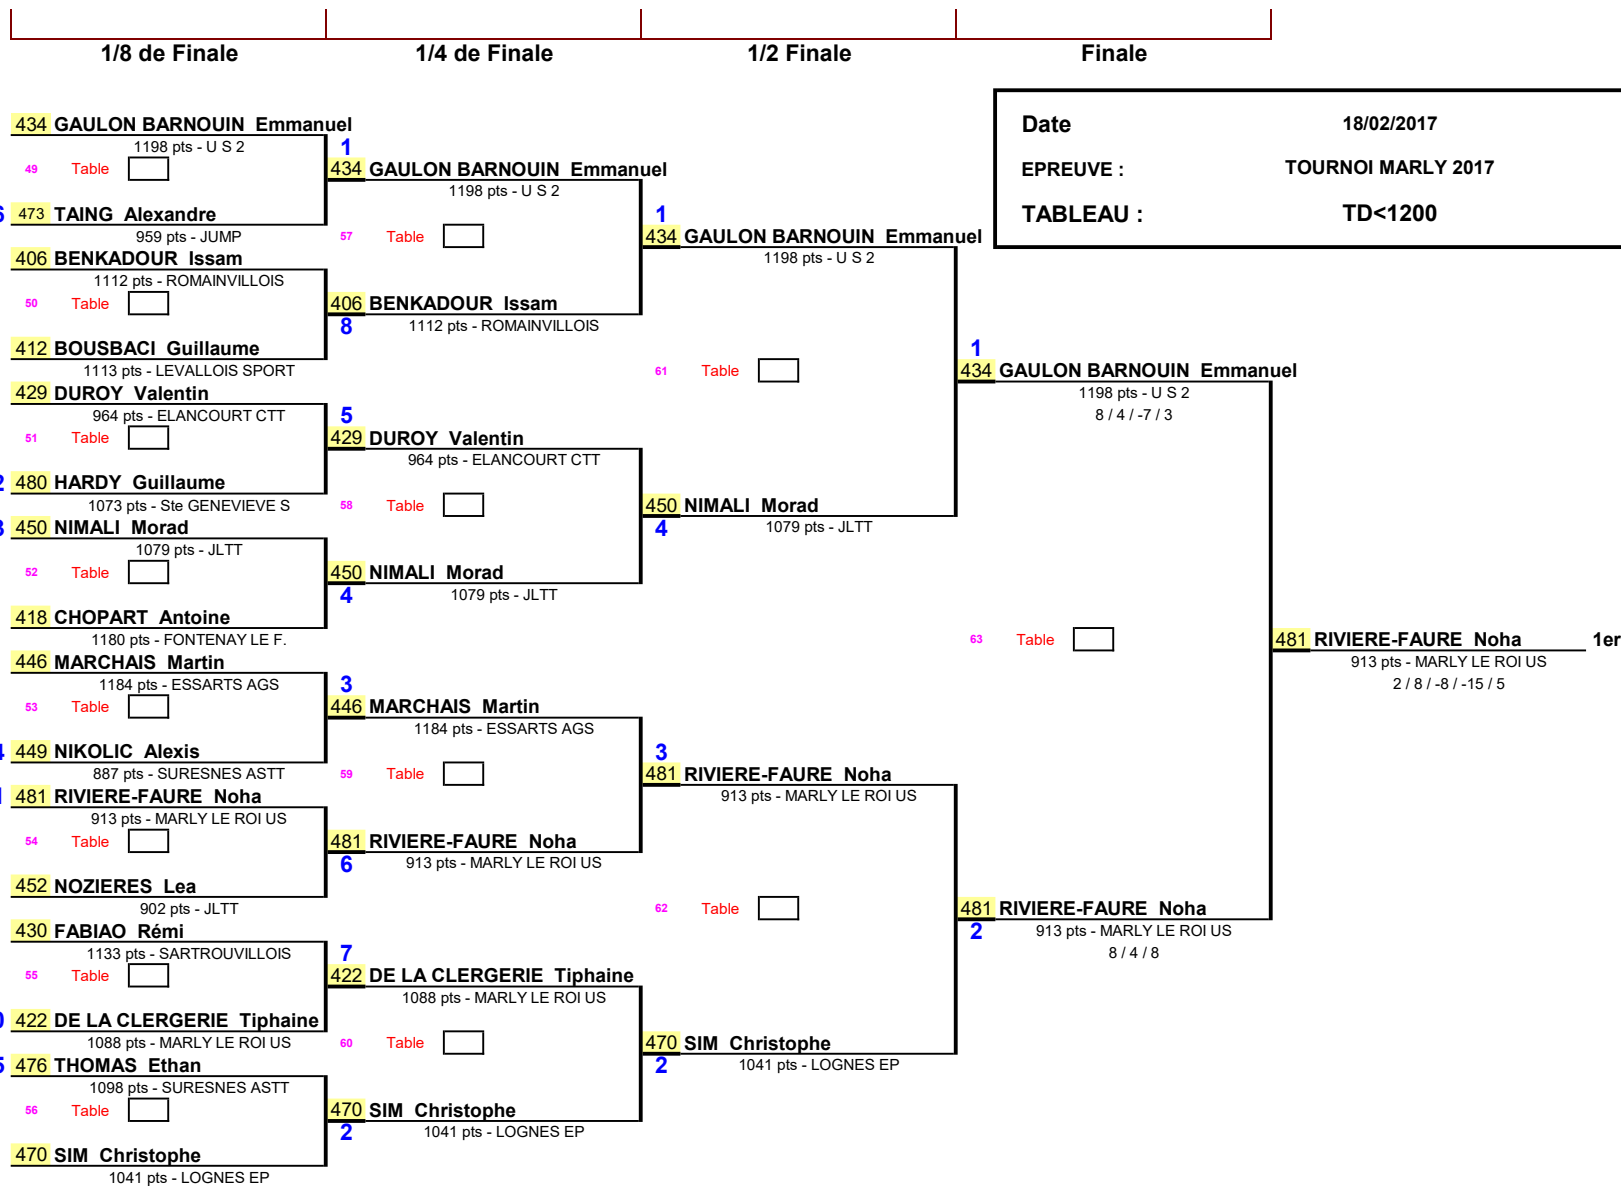 1/8 de Finale
1/4 de Finale
1/2 Finale
Finale
Date 18/02/2017
EPREUVE : TOURNOI MARLY 2017
TABLEAU : TD<1200
434 GAULON BARNOUIN Emmanuel
1198 pts - U S 2
49 Table
473 TAING Alexandre
959 pts - JUMP
406 BENKADOUR Issam
1112 pts - ROMAINVILLOIS
50 Table
412 BOUSBACI Guillaume
1113 pts - LEVALLOIS SPORT
429 DUROY Valentin
964 pts - ELANCOURT CTT
51 Table
480 HARDY Guillaume
1073 pts - Ste GENEVIEVE S
450 NIMALI Morad
1079 pts - JLTT
52 Table
418 CHOPART Antoine
1180 pts - FONTENAY LE F.
446 MARCHAIS Martin
1184 pts - ESSARTS AGS
53 Table
449 NIKOLIC Alexis
887 pts - SURESNES ASTT
481 RIVIERE-FAURE Noha
913 pts - MARLY LE ROI US
54 Table
452 NOZIERES Lea
902 pts - JLTT
430 FABIAO Rémi
1133 pts - SARTROUVILLOIS
55 Table
422 DE LA CLERGERIE Tiphaine
1088 pts - MARLY LE ROI US
476 THOMAS Ethan
1098 pts - SURESNES ASTT
56 Table
470 SIM Christophe
1041 pts - LOGNES EP
1
434 GAULON BARNOUIN Emmanuel
1198 pts - U S 2
57 Table
406 BENKADOUR Issam
8
1112 pts - ROMAINVILLOIS
5
429 DUROY Valentin
964 pts - ELANCOURT CTT
58 Table
450 NIMALI Morad
4
1079 pts - JLTT
3
446 MARCHAIS Martin
1184 pts - ESSARTS AGS
59 Table
481 RIVIERE-FAURE Noha
6
913 pts - MARLY LE ROI US
7
422 DE LA CLERGERIE Tiphaine
1088 pts - MARLY LE ROI US
60 Table
470 SIM Christophe
2
1041 pts - LOGNES EP
1
434 GAULON BARNOUIN Emmanuel
1198 pts - U S 2
61 Table
450 NIMALI Morad
4
1079 pts - JLTT
3
481 RIVIERE-FAURE Noha
913 pts - MARLY LE ROI US
62 Table
470 SIM Christophe
2
1041 pts - LOGNES EP
1
434 GAULON BARNOUIN Emmanuel
1198 pts - U S 2
8 / 4 / -7 / 3
63 Table
481 RIVIERE-FAURE Noha
2
913 pts - MARLY LE ROI US
8 / 4 / 8
481 RIVIERE-FAURE Noha 1er
913 pts - MARLY LE ROI US
2 / 8 / -8 / -15 / 5